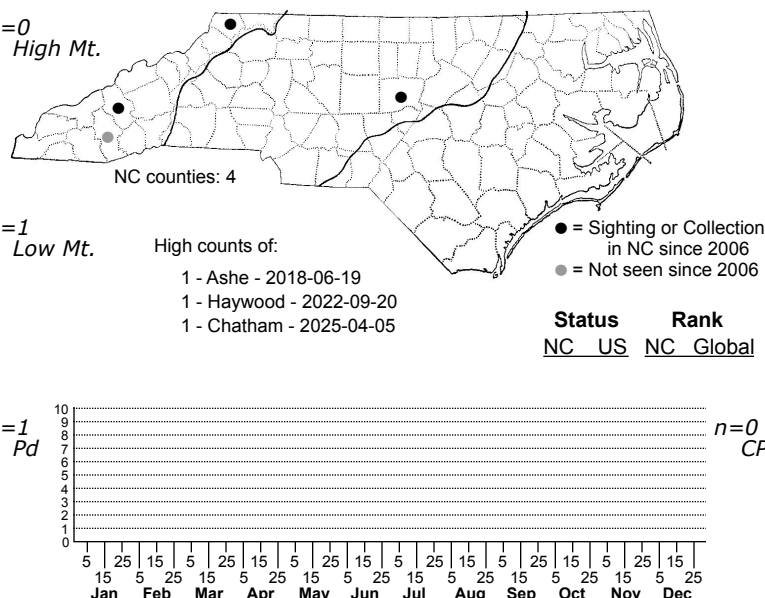 =0
High Mt.
NC counties: 4
=1
Low Mt.
High counts of:
1 - Ashe - 2018-06-19
1 - Haywood - 2022-09-20
1 - Chatham - 2025-04-05
= Sighting or Collection
in NC since 2006
= Not seen since 2006
Status Rank
NC US NC Global
=1
Pd
n=0
CP
10
9
8
7
6
5
4
3
2
1
0
5 25 15 5 25 15 5 25 15 5 25 15 5 25 15 5 25 15
15 5 25 15 5 25 15 5 25 15 5 25 15 5 25 15 5 25
Jan Feb Mar Apr May Jun Jul Aug Sep Oct Nov Dec